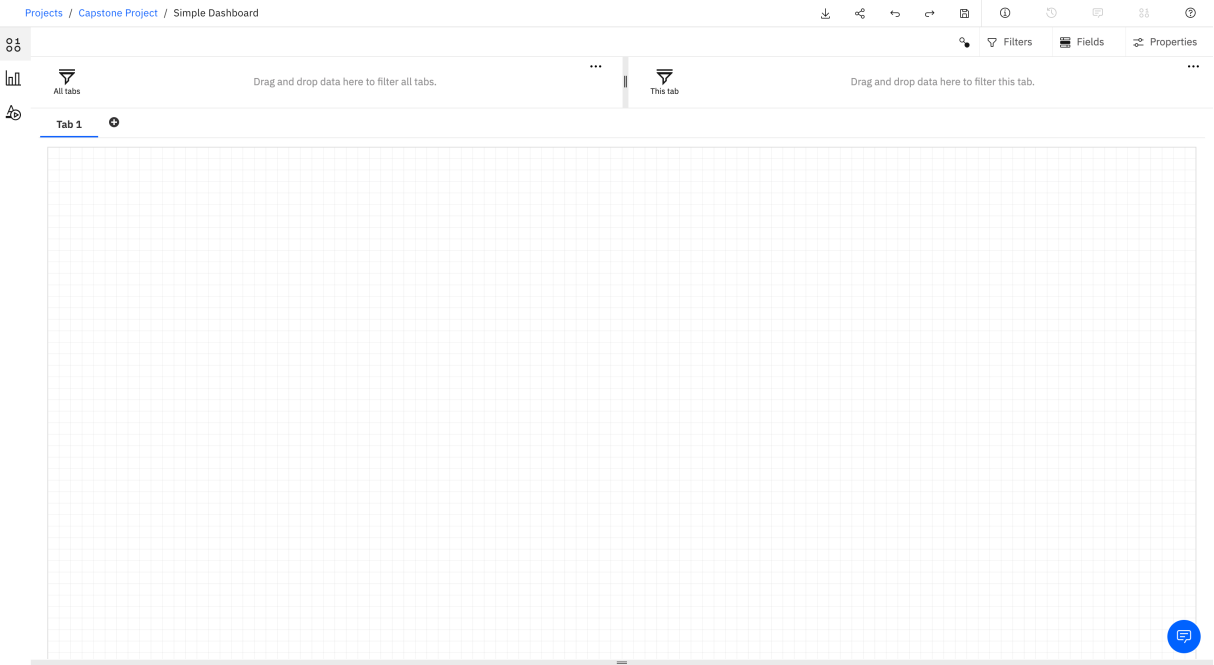 Projects / Capstone Project / Simple Dashboard
Filters
Fields
Properties
All tabs
Drag and drop data here to filter all tabs.
This tab
Drag and drop data here to filter this tab.
Tab 1